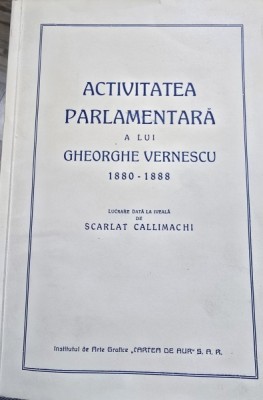 ACTIVITATEA
PARLAMENTARĂ
A LUI
GHEORGHE VERNESCU
1880 - 1888
LUCRARE DATĂ LA IVEALĂ
DE
SCARLAT CALLIMACHI
Institutul de Arte Grafice „CARTEA DE AUR" S. A. R.